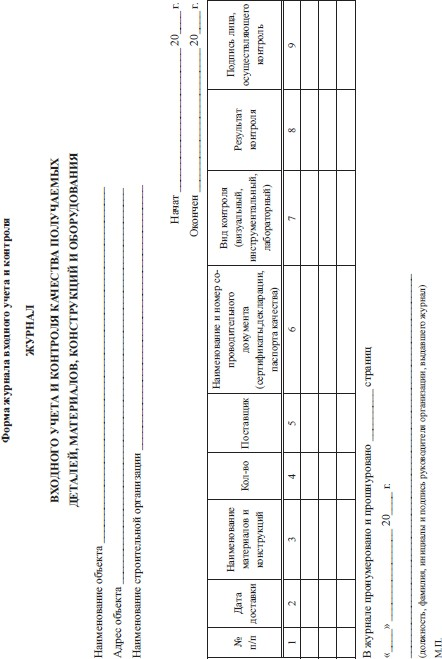 Форма журнала входного учета и контроля
ЖУРНАЛ
ВХОДНОГО УЧЕТА И КОНТРОЛЯ КАЧЕСТВА ПОЛУЧАЕМЫХ
ДЕТАЛЕЙ, МАТЕРИАЛОВ, КОНСТРУКЦИЙ И ОБОРУДОВАНИЯ
Наименование объекта
Адрес объекта
Наименование строительной организации
Начат 20 г.
Окончен 20 г.
№
п/п
Дата
доставки
Наименование
материалов и
конструкций
Кол-во
Поставщик
Наименование и номер со-
проводительного
документа
(сертификаты,декларации,
паспорта качества)
Вид контроля
(визуальный,
инструментальный,
лабораторный)
Результат
контроля
Подпись лица,
осуществляющего
контроль
1 2 3 4 5 6 7 8 9
В журнале пронумеровано и прошнуровано страниц
« » 20 г.
(должность, фамилия, инициалы и подпись руководителя организации, выдавшего журнал)
М.П.